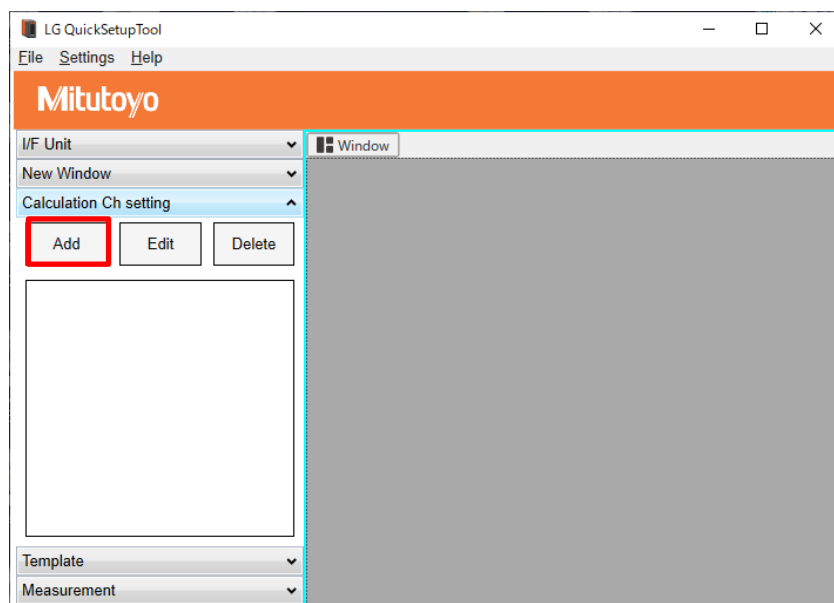 LG QuickSetupTool
File Settings Help
Mitutoyo
I/F Unit
Window
New Window
Calculation Ch setting
Add Edit Delete
Template
Measurement